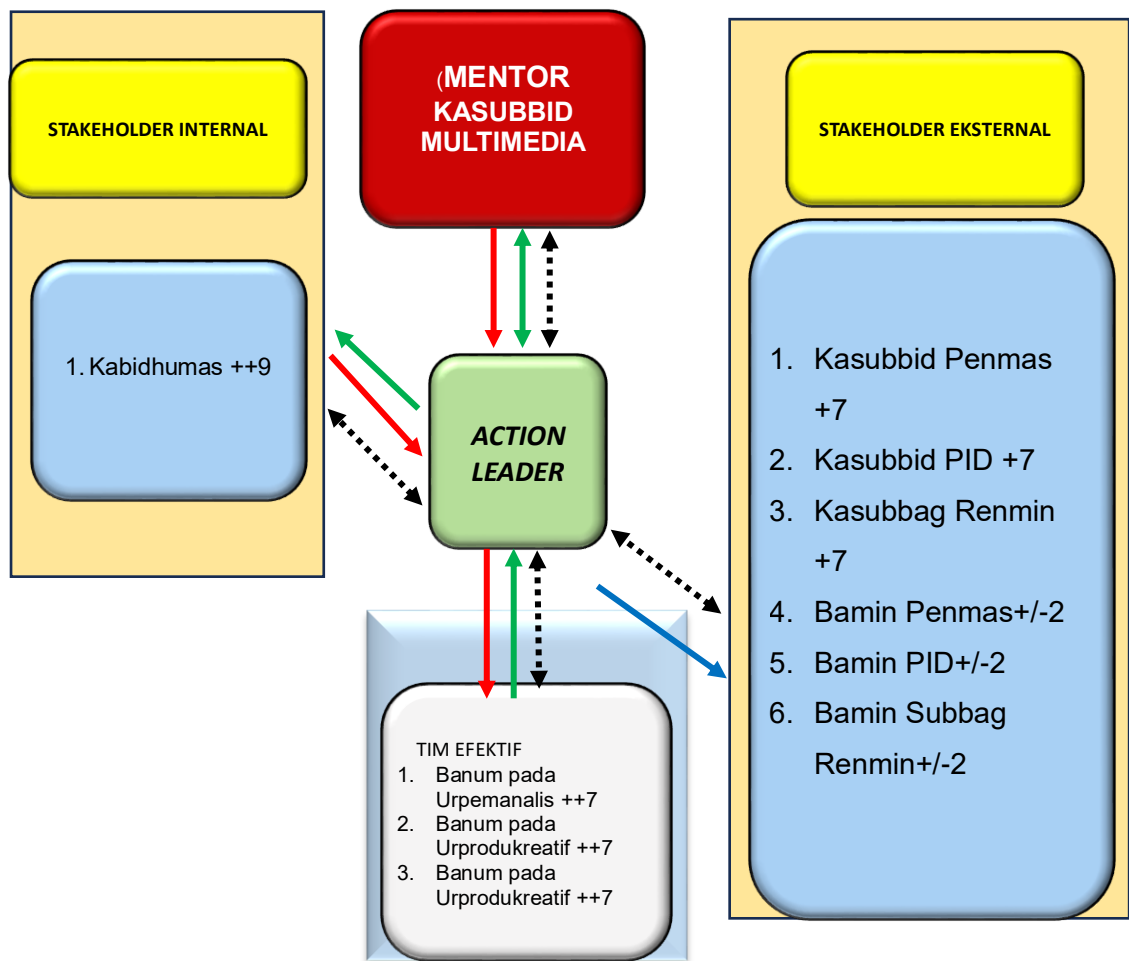 STAKEHOLDER INTERNAL
1. Kabidhumas ++9
(MENTOR
KASUBBID
MULTIMEDIA
ACTION
LEADER
TIM EFEKTIF
1. Banum pada
Urpemanalis ++7
2. Banum pada
Urprodukreatif ++7
3. Banum pada
Urprodukreatif ++7
STAKEHOLDER EKSTERNAL
1. Kasubbid Penmas
+7
2. Kasubbid PID +7
3. Kasubbag Renmin
+7
4. Bamin Penmas+/-2
5. Bamin PID+/-2
6. Bamin Subbag
Renmin+/-2